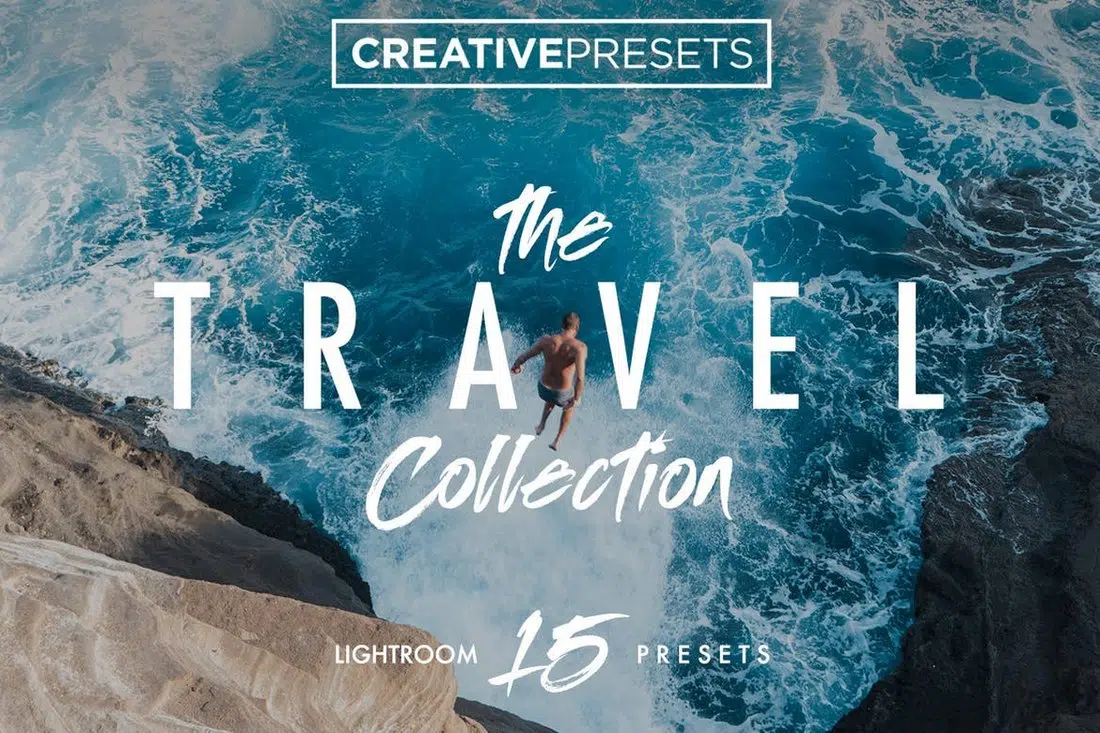 CREATIVEPRESETS
The
TRAVEL
Collection
LIGHTROOM 15 PRESETS